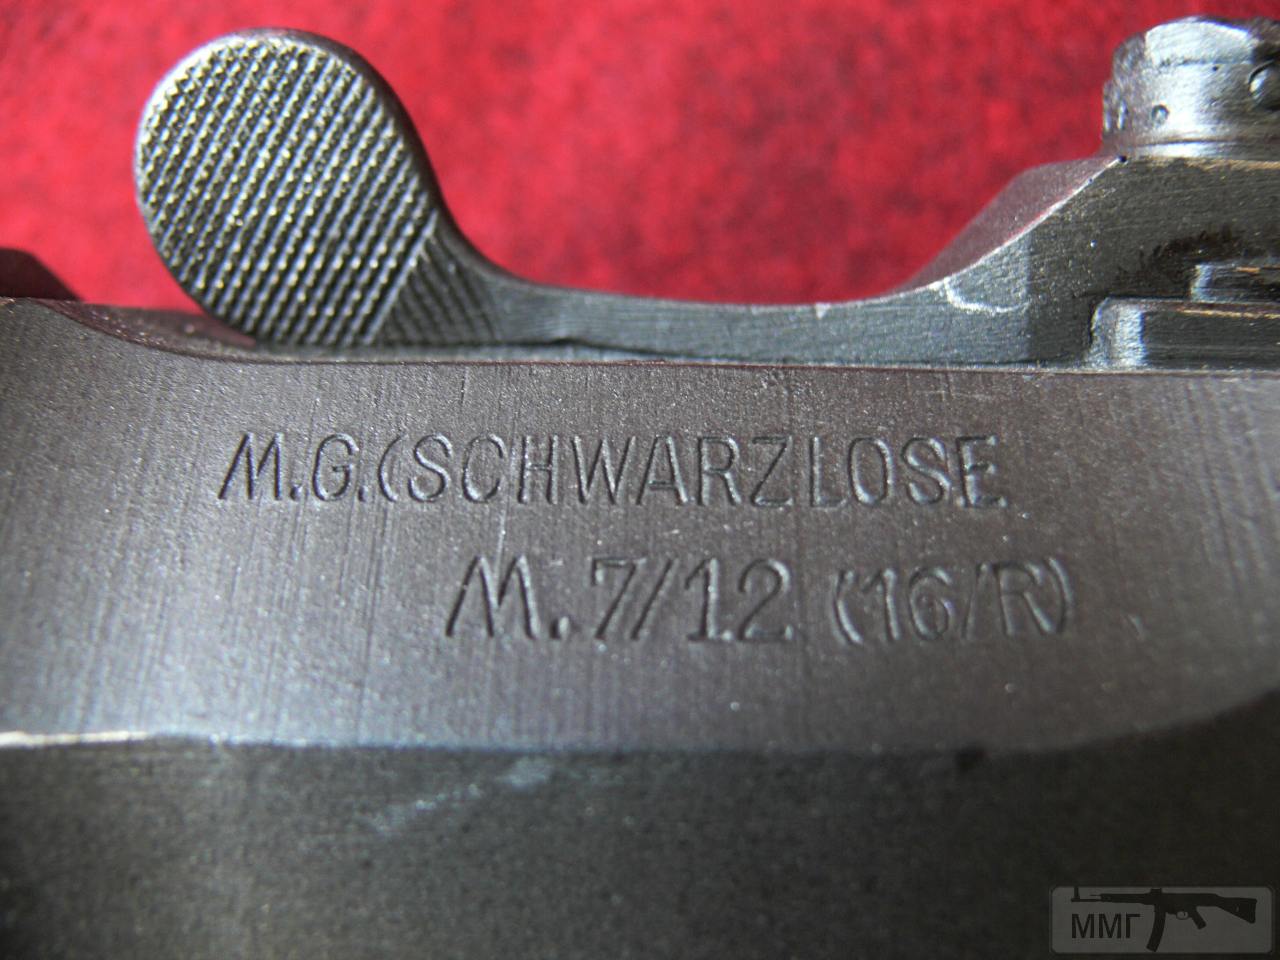 M.G.(SCHWARZLOSE
M.7/12 (16/R)
ММГ